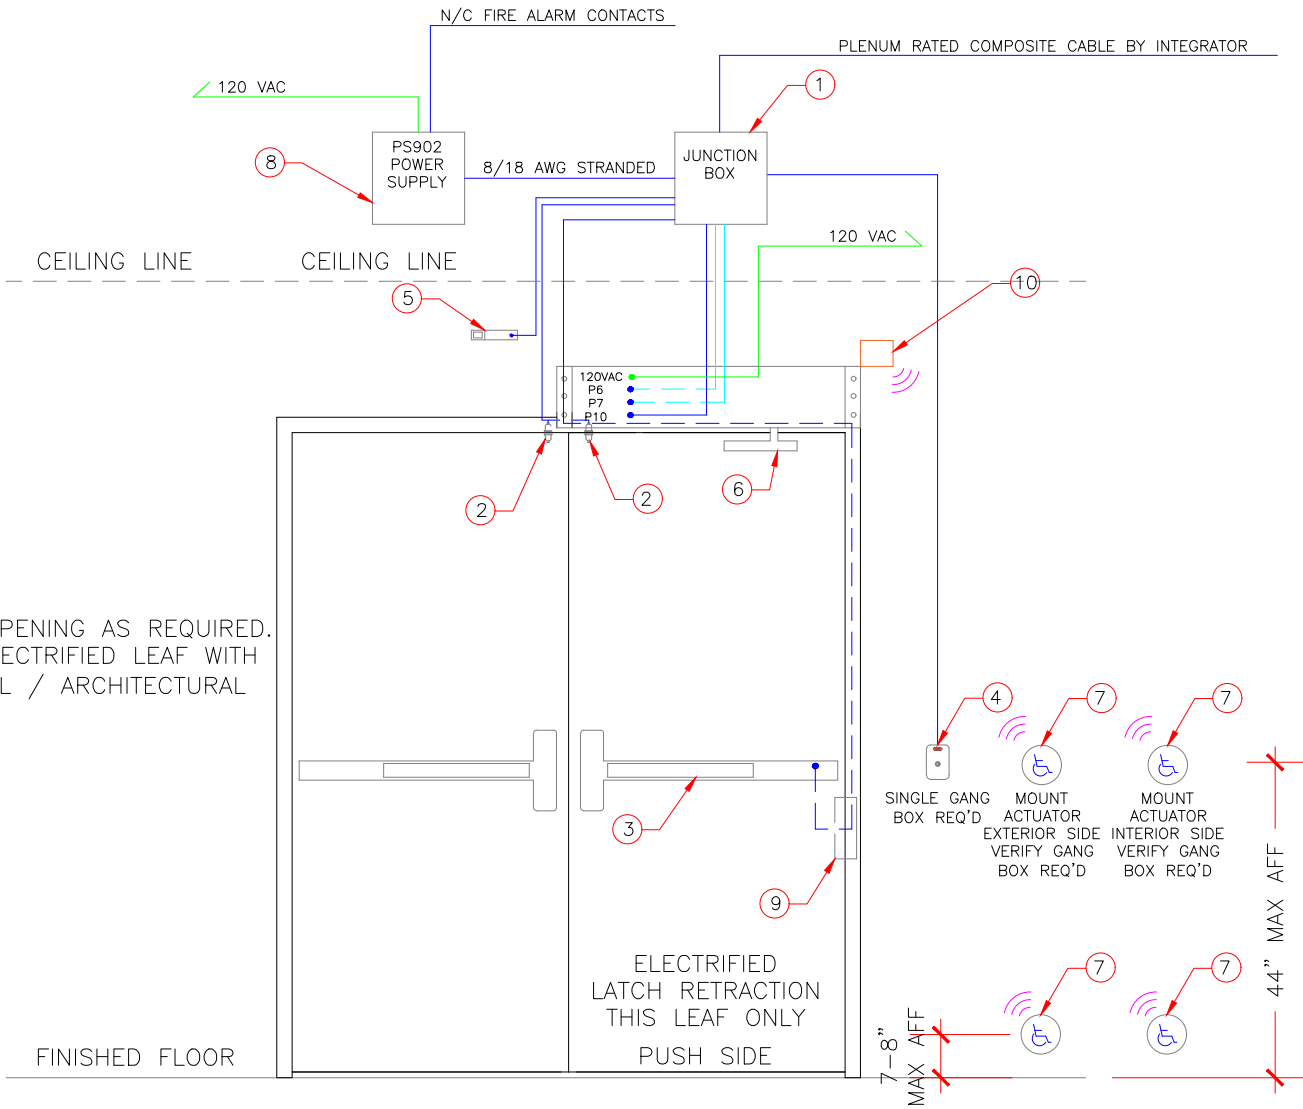 N/C FIRE ALARM CONTACTS
PLENUM RATED COMPOSITE CABLE BY INTEGRATOR
120 VAC
1
PS902
POWER
SUPPLY
8
8/18 AWG STRANDED
JUNCTION
BOX
120 VAC
CEILING LINE
CEILING LINE
5
10
120VAC
P6
P7
P10
2
2
6
PENING AS REQUIRED.
ECTRIFIED LEAF WITH
L / ARCHITECTURAL
4
7
7
SINGLE GANG
BOX REQ'D
MOUNT
ACTUATOR
EXTERIOR SIDE
VERIFY GANG
BOX REQ'D
MOUNT
ACTUATOR
INTERIOR SIDE
VERIFY GANG
BOX REQ'D
3
9
44" MAX AFF
ELECTRIFIED
LATCH RETRACTION
THIS LEAF ONLY
PUSH SIDE
7
7
7-8"
MAX AFF
FINISHED FLOOR